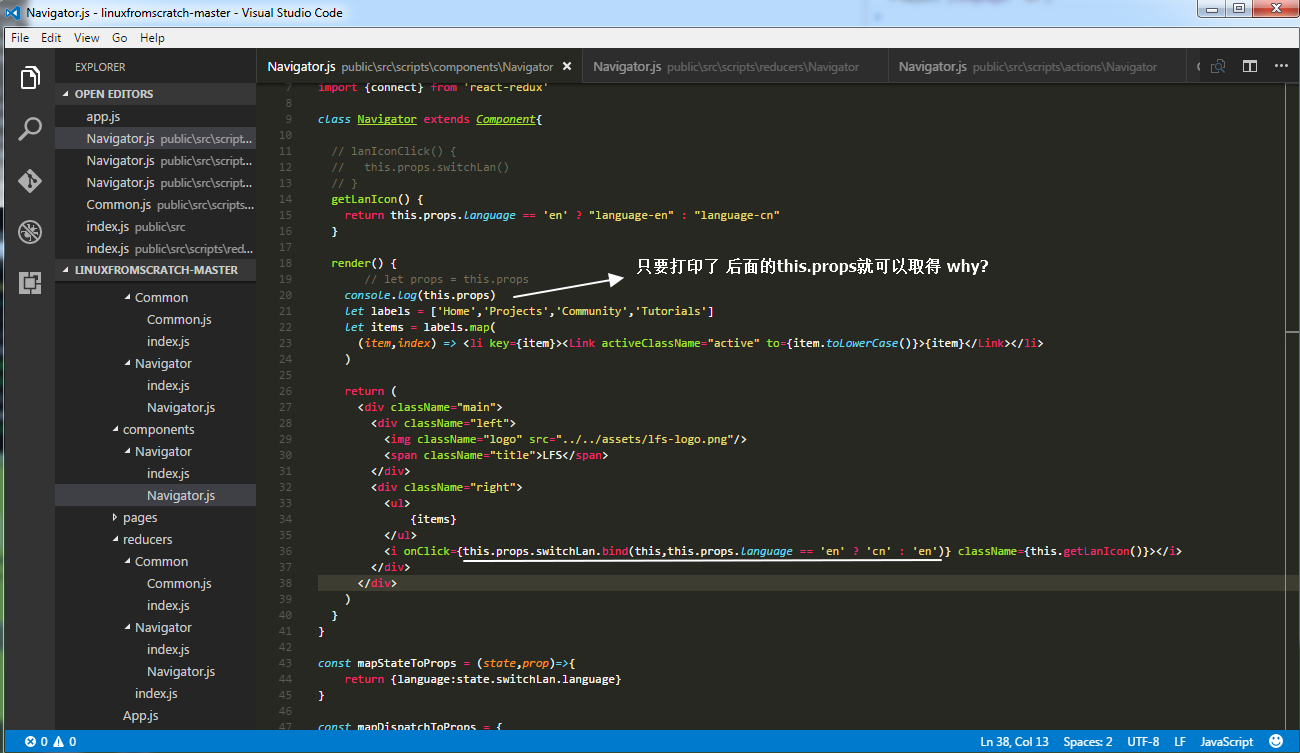 Navigator.js - linuxfromscratch-master - Visual Studio Code
File Edit View Go Help
EXPLORER
OPEN EDITORS
app.js
Navigator.js public\src\script...
Navigator.js public\src\script...
Navigator.js public\src\script...
Common.js public\src\scripts...
index.js public\src
index.js public\src\scripts\red...
LINUXFROMSCRATCH-MASTER
Common
Common.js
index.js
Navigator
index.js
Navigator.js
components
Navigator
index.js
Navigator.js
pages
reducers
Common
Common.js
index.js
Navigator
index.js
Navigator.js
index.js
App.js
Navigator.js public\src\scripts\components\Navigator
Navigator.js public\src\scripts\reducers\Navigator
Navigator.js public\src\scripts\actions\Navigator
7 import {connect} from 'react-redux'
8
9 class Navigator extends Component{
10
11 // lanIconClick() {
12 //   this.props.switchLan()
13 // }
14 getLanIcon() {
15 return this.props.language == 'en' ? "language-en" : "language-cn"
16 }
17
18 render() {
19 // let props = this.props
20 console.log(this.props)
只要打印了 后面的this.props就可以取得 why?
21 let labels = ['Home','Projects','Community','Tutorials']
22 let items = labels.map(
23 (item,index) => <li key={item}><Link activeClassName="active" to={item.toLowerCase()}>{item}</Link></li>
24 )
25
26 return (
27 <div className="main">
28 <div className="left">
29 <img className="logo" src="../../assets/lfs-logo.png"/>
30 <span className="title">LFS</span>
31 </div>
32 <div className="right">
33 <ul>
34 {items}
35 </ul>
36 <i onClick={this.props.switchLan.bind(this,this.props.language == 'en' ? 'cn' : 'en')} className={this.getLanIcon()}></i>
37 </div>
38 </div>
39 )
40 }
41 }
42
43 const mapStateToProps = (state,prop)=>{
44 return {language:state.switchLan.language}
45 }
46
47 const mapDispatchToProps = {
0 0
Ln 38, Col 13 Spaces: 2 UTF-8 LF JavaScript